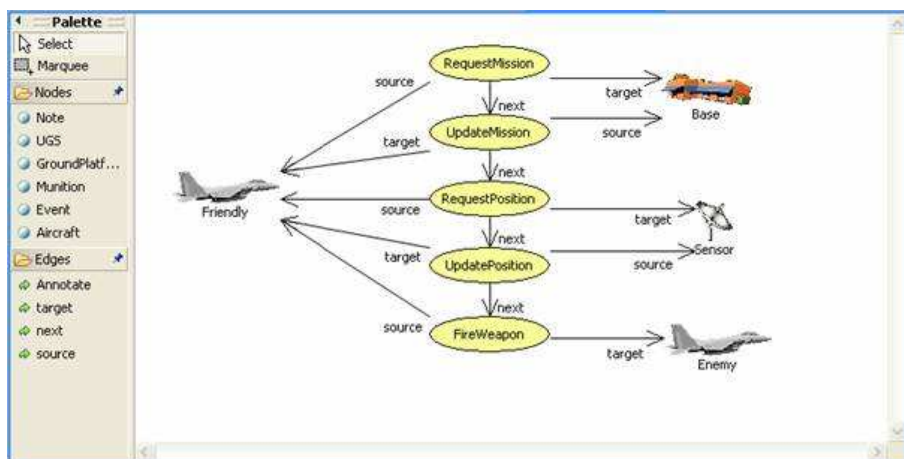 Palette
Select
Marquee
Nodes
Note
UGS
GroundPlatf...
Munition
Event
Aircraft
Edges
Annotate
target
next
source
RequestMission
source
target
Base
next
UpdateMission
target
source
next
RequestPosition
Friendly
source
target
Sensor
next
UpdatePosition
target
source
next
FireWeapon
source
target
Enemy